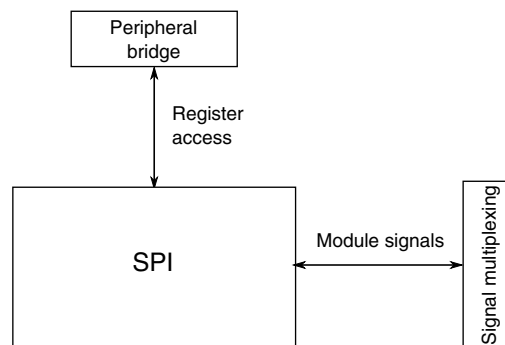 Peripheral
bridge
Register
access
SPI
Module signals
Signal multiplexing